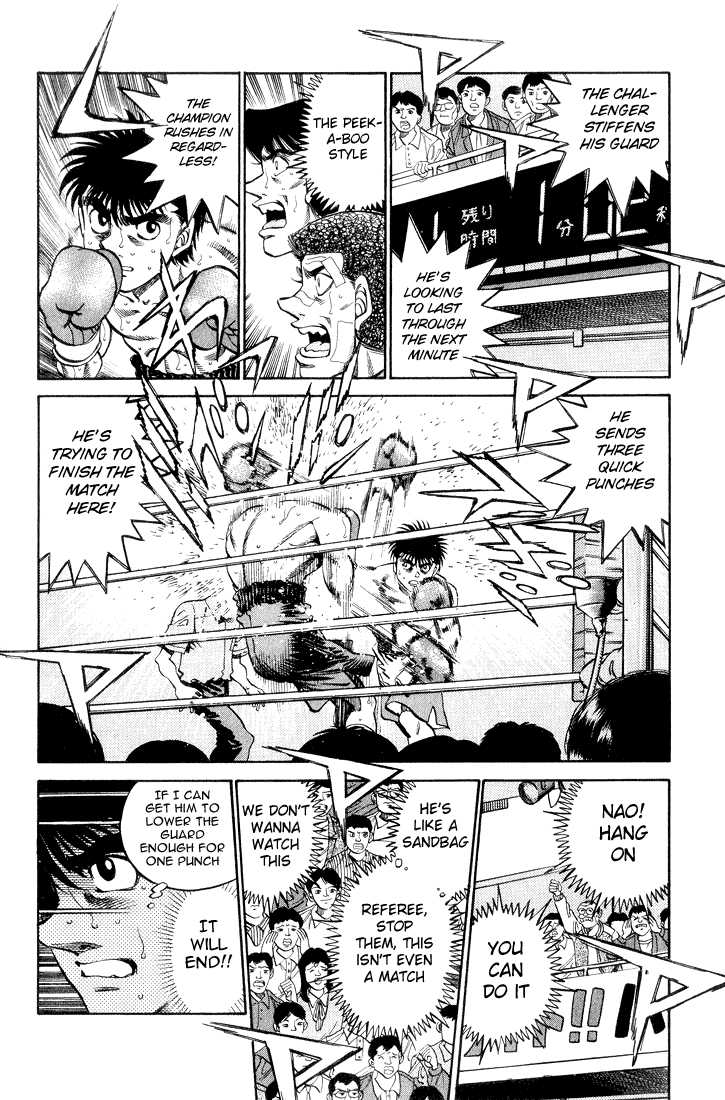 THE CHAL-
LENGER
STIFFENS
HIS GUARD
残り
時間
1
分
02
秒
HE'S
LOOKING
TO LAST
THROUGH
THE NEXT
MINUTE
THE PEEK-
A-BOO
STYLE
THE
CHAMPION
RUSHES IN
REGARD-
LESS!
HE
SENDS
THREE
QUICK
PUNCHES
HE'S
TRYING TO
FINISH THE
MATCH
HERE!
NAO!
HANG
ON
YOU
CAN
DO IT
HE'S
LIKE A
SANDBAG
REFEREE,
STOP
THEM, THIS
ISN'T EVEN
A MATCH
WE DON'T
WANNA
WATCH
THIS
IF I CAN
GET HIM TO
LOWER THE
GUARD
ENOUGH FOR
ONE PUNCH
IT
WILL
END!!